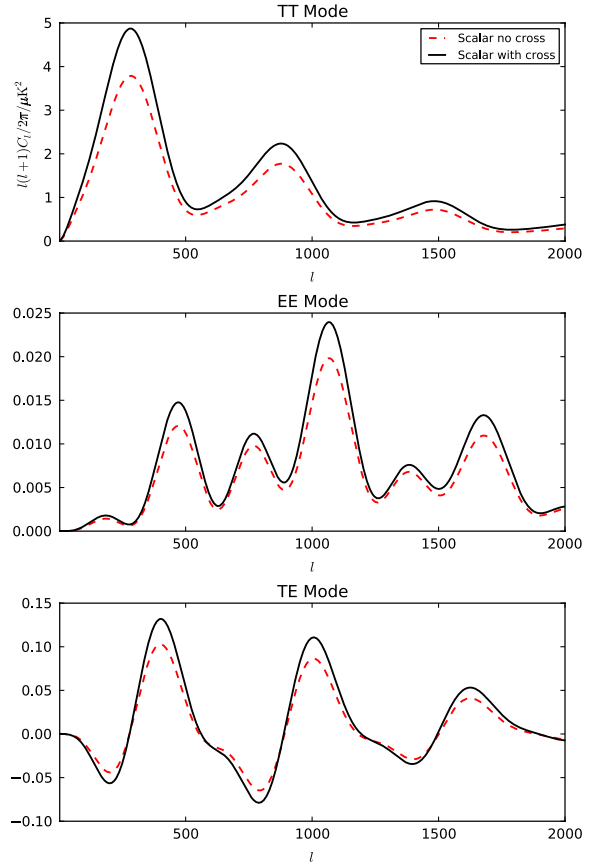 TT Mode
5
4
3
2
1
0
l(l+1)C_l/2π/μK²
Scalar no cross
Scalar with cross
500 1000 1500 2000
l
EE Mode
0.025
0.020
0.015
0.010
0.005
0.000
500 1000 1500 2000
l
TE Mode
0.15
0.10
0.05
0.00
−0.05
−0.10
500 1000 1500 2000
l